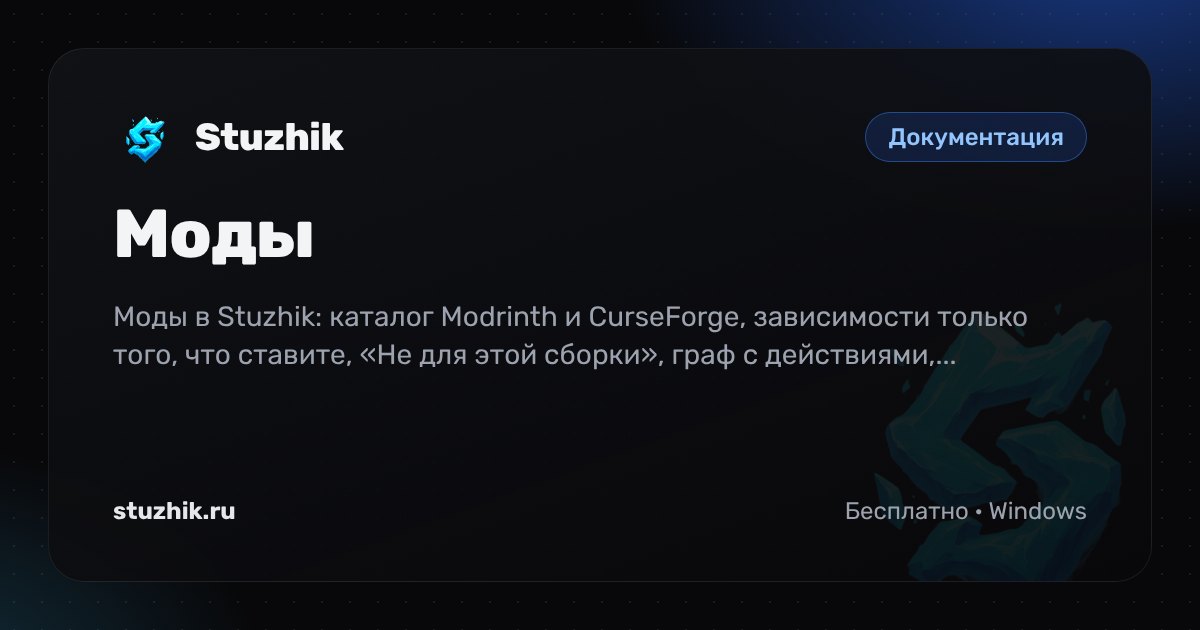 Stuzhik
Документация
Моды
Моды в Stuzhik: каталог Modrinth и CurseForge, зависимости только
того, что ставите, «Не для этой сборки», граф с действиями,...
stuzhik.ru
Бесплатно • Windows